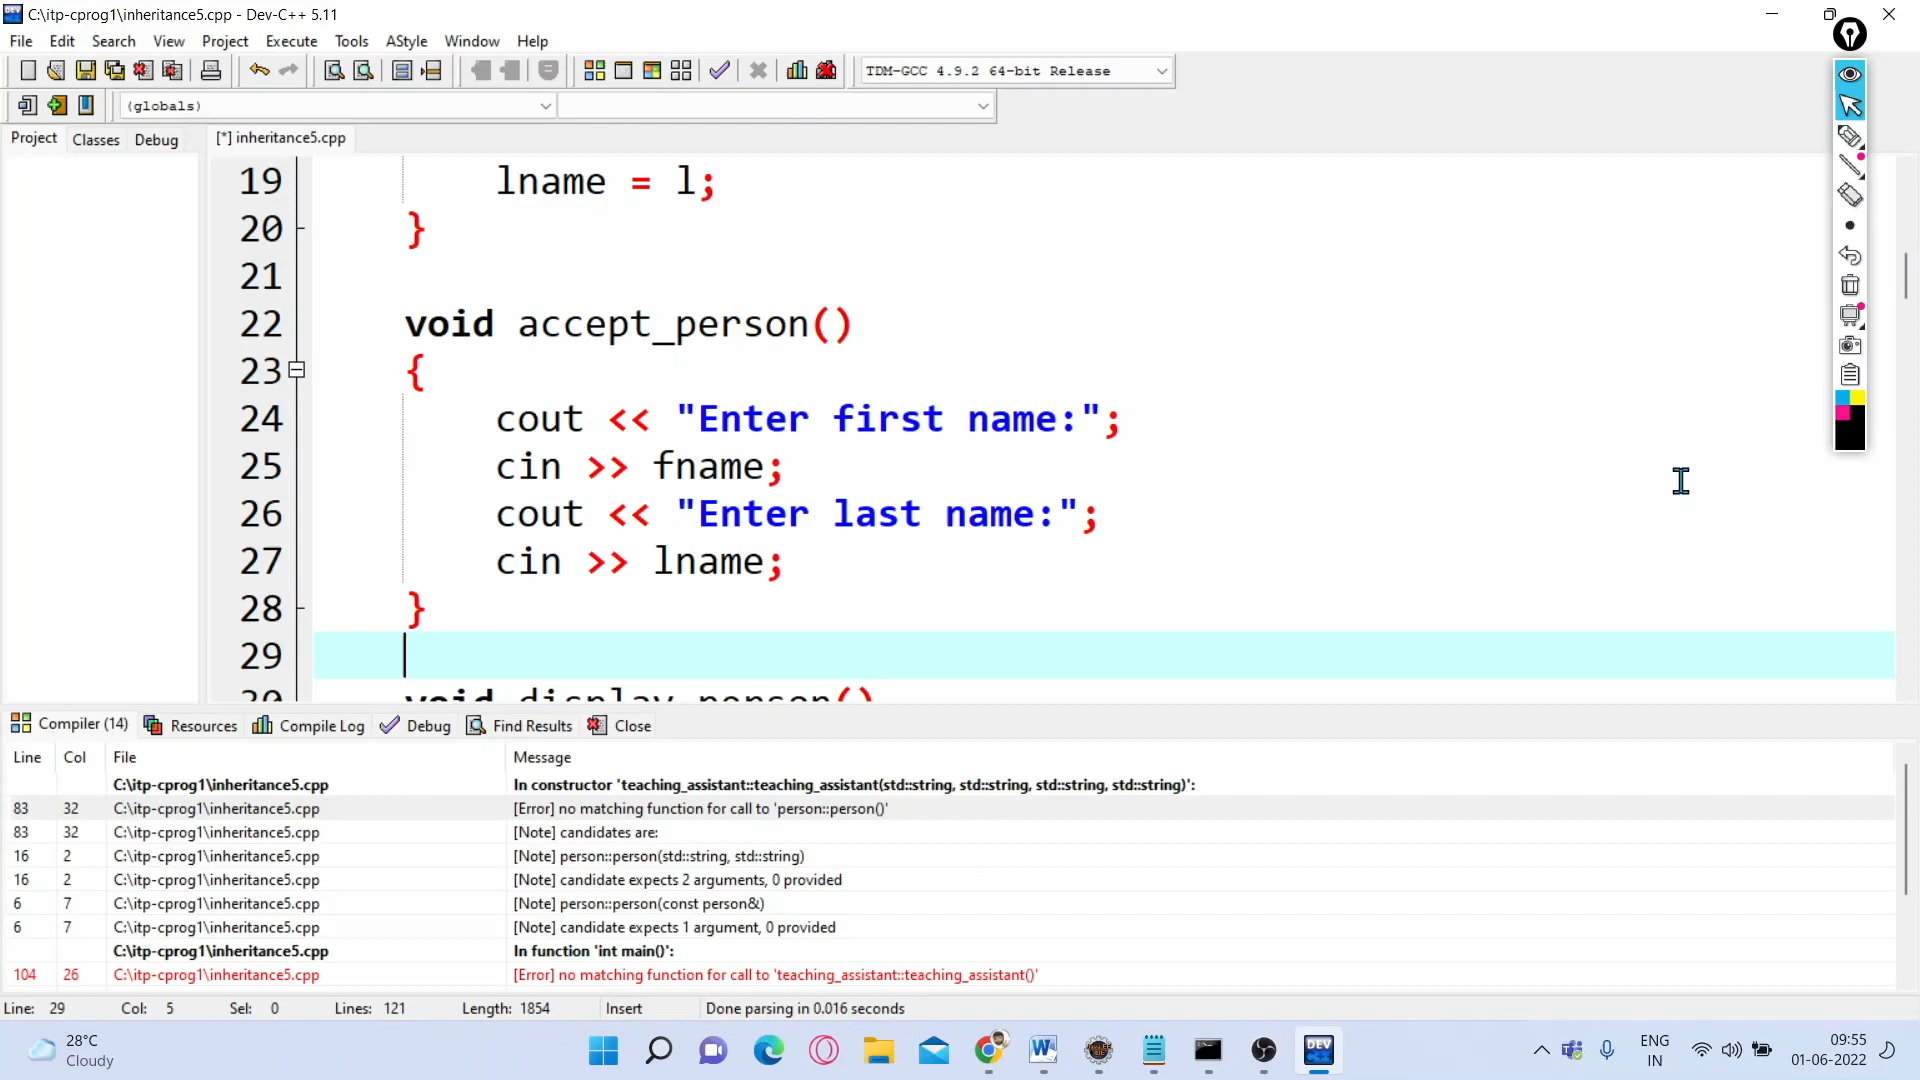 C:\itp-cprog1\inheritance5.cpp - Dev-C++ 5.11
File Edit Search View Project Execute Tools AStyle Window Help
TDM-GCC 4.9.2 64-bit Release
(globals)
Project Classes Debug [*] inheritance5.cpp
19 lname = l;
20 }
21
22 void accept_person()
23 {
24 cout << "Enter first name:";
25 cin >> fname;
26 cout << "Enter last name:";
27 cin >> lname;
28 }
29
30 void display_person()
Compiler (14) Resources Compile Log Debug Find Results Close
Line Col File Message
C:\itp-cprog1\inheritance5.cpp In constructor 'teaching_assistant::teaching_assistant(std::string, std::string, std::string, std::string)':
83 32 C:\itp-cprog1\inheritance5.cpp [Error] no matching function for call to 'person::person()'
83 32 C:\itp-cprog1\inheritance5.cpp [Note] candidates are:
16 2 C:\itp-cprog1\inheritance5.cpp [Note] person::person(std::string, std::string)
16 2 C:\itp-cprog1\inheritance5.cpp [Note] candidate expects 2 arguments, 0 provided
6 7 C:\itp-cprog1\inheritance5.cpp [Note] person::person(const person&)
6 7 C:\itp-cprog1\inheritance5.cpp [Note] candidate expects 1 argument, 0 provided
C:\itp-cprog1\inheritance5.cpp In function 'int main()':
104 26 C:\itp-cprog1\inheritance5.cpp [Error] no matching function for call to 'teaching_assistant::teaching_assistant()'
Line: 29 Col: 5 Sel: 0 Lines: 121 Length: 1854 Insert Done parsing in 0.016 seconds
28°C
Cloudy
DEV
ENG
IN
09:55
01-06-2022